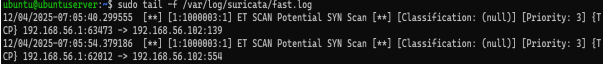 ubuntu@ubuntuserver:~$ sudo tail -f /var/log/suricata/fast.log
12/04/2025-07:05:40.299555  [**] [1:1000003:1] ET SCAN Potential SYN Scan [**] [Classification: (null)] [Priority: 3] {T
CP} 192.168.56.1:63473 -> 192.168.56.102:139
12/04/2025-07:05:54.379186  [**] [1:1000003:1] ET SCAN Potential SYN Scan [**] [Classification: (null)] [Priority: 3] {T
CP} 192.168.56.1:62012 -> 192.168.56.102:554